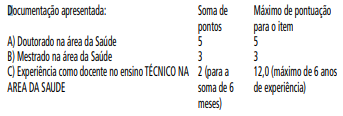 Documentação apresentada: Soma de pontos Máximo de pontuação para o item
A) Doutorado na área da Saúde 5 5
B) Mestrado na área da Saúde 3 3
C) Experiência como docente no ensino TÉCNICO NA AREA DA SAUDE 2 (para a soma de 6 meses) 12,0 (máximo de 6 anos de experiência)